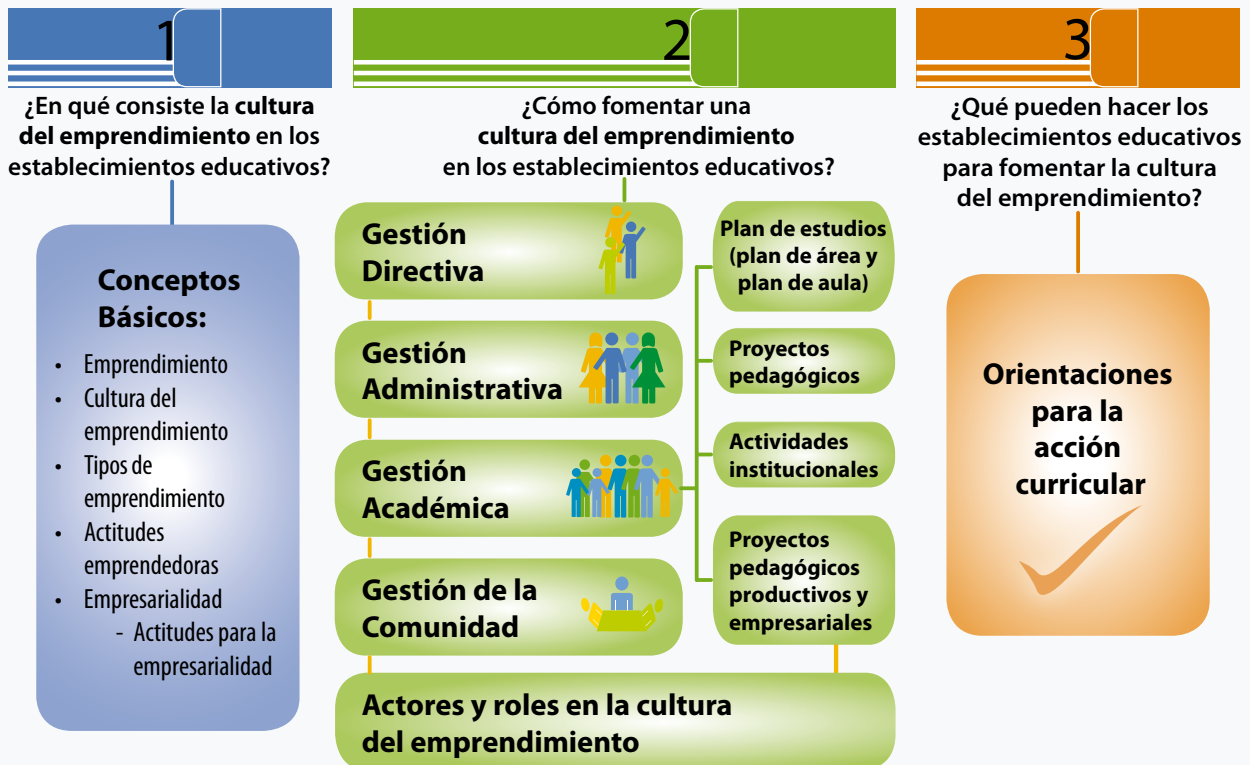 1
¿En qué consiste la cultura
del emprendimiento en los
establecimientos educativos?
Conceptos
Básicos:
• Emprendimiento
• Cultura del
emprendimiento
• Tipos de
emprendimiento
• Actitudes
emprendedoras
• Empresarialidad
- Actitudes para la
empresarialidad
2
¿Cómo fomentar una
cultura del emprendimiento
en los establecimientos educativos?
Gestión
Directiva
Gestión
Administrativa
Gestión
Académica
Gestión de la
Comunidad
Plan de estudios
(plan de área y
plan de aula)
Proyectos
pedagógicos
Actividades
institucionales
Proyectos
pedagógicos
productivos y
empresariales
Actores y roles en la cultura
del emprendimiento
3
¿Qué pueden hacer los
establecimientos educativos
para fomentar la cultura
del emprendimiento?
Orientaciones
para la
acción
curricular